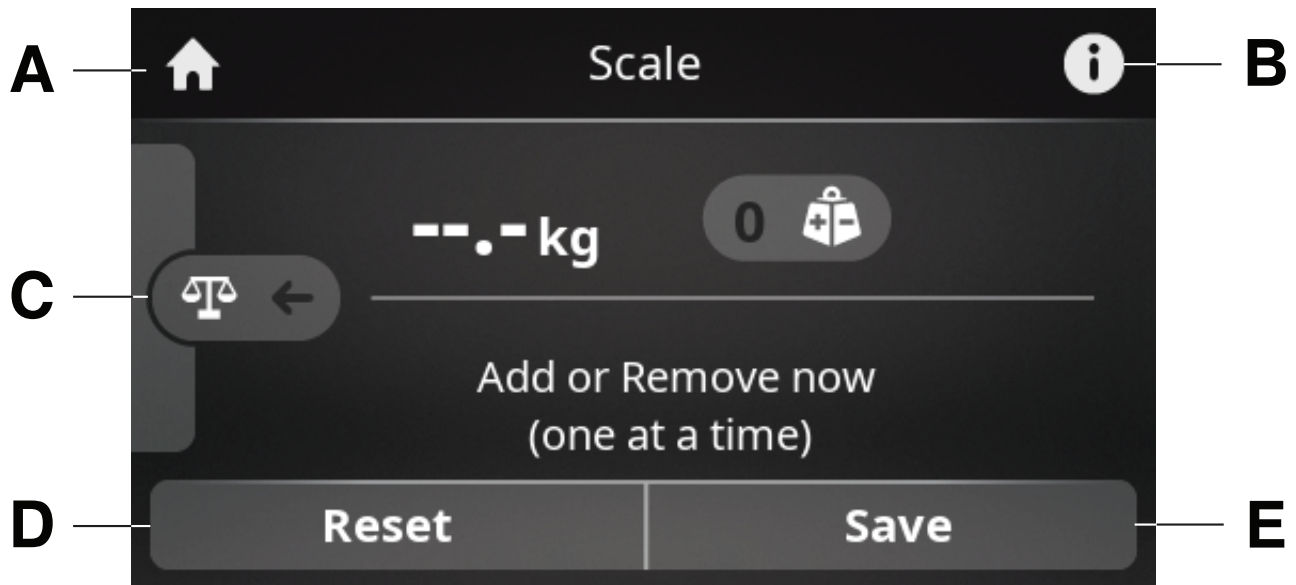 A
Scale
B
--.- kg
0
C
Add or Remove now
(one at a time)
D
Reset
Save
E